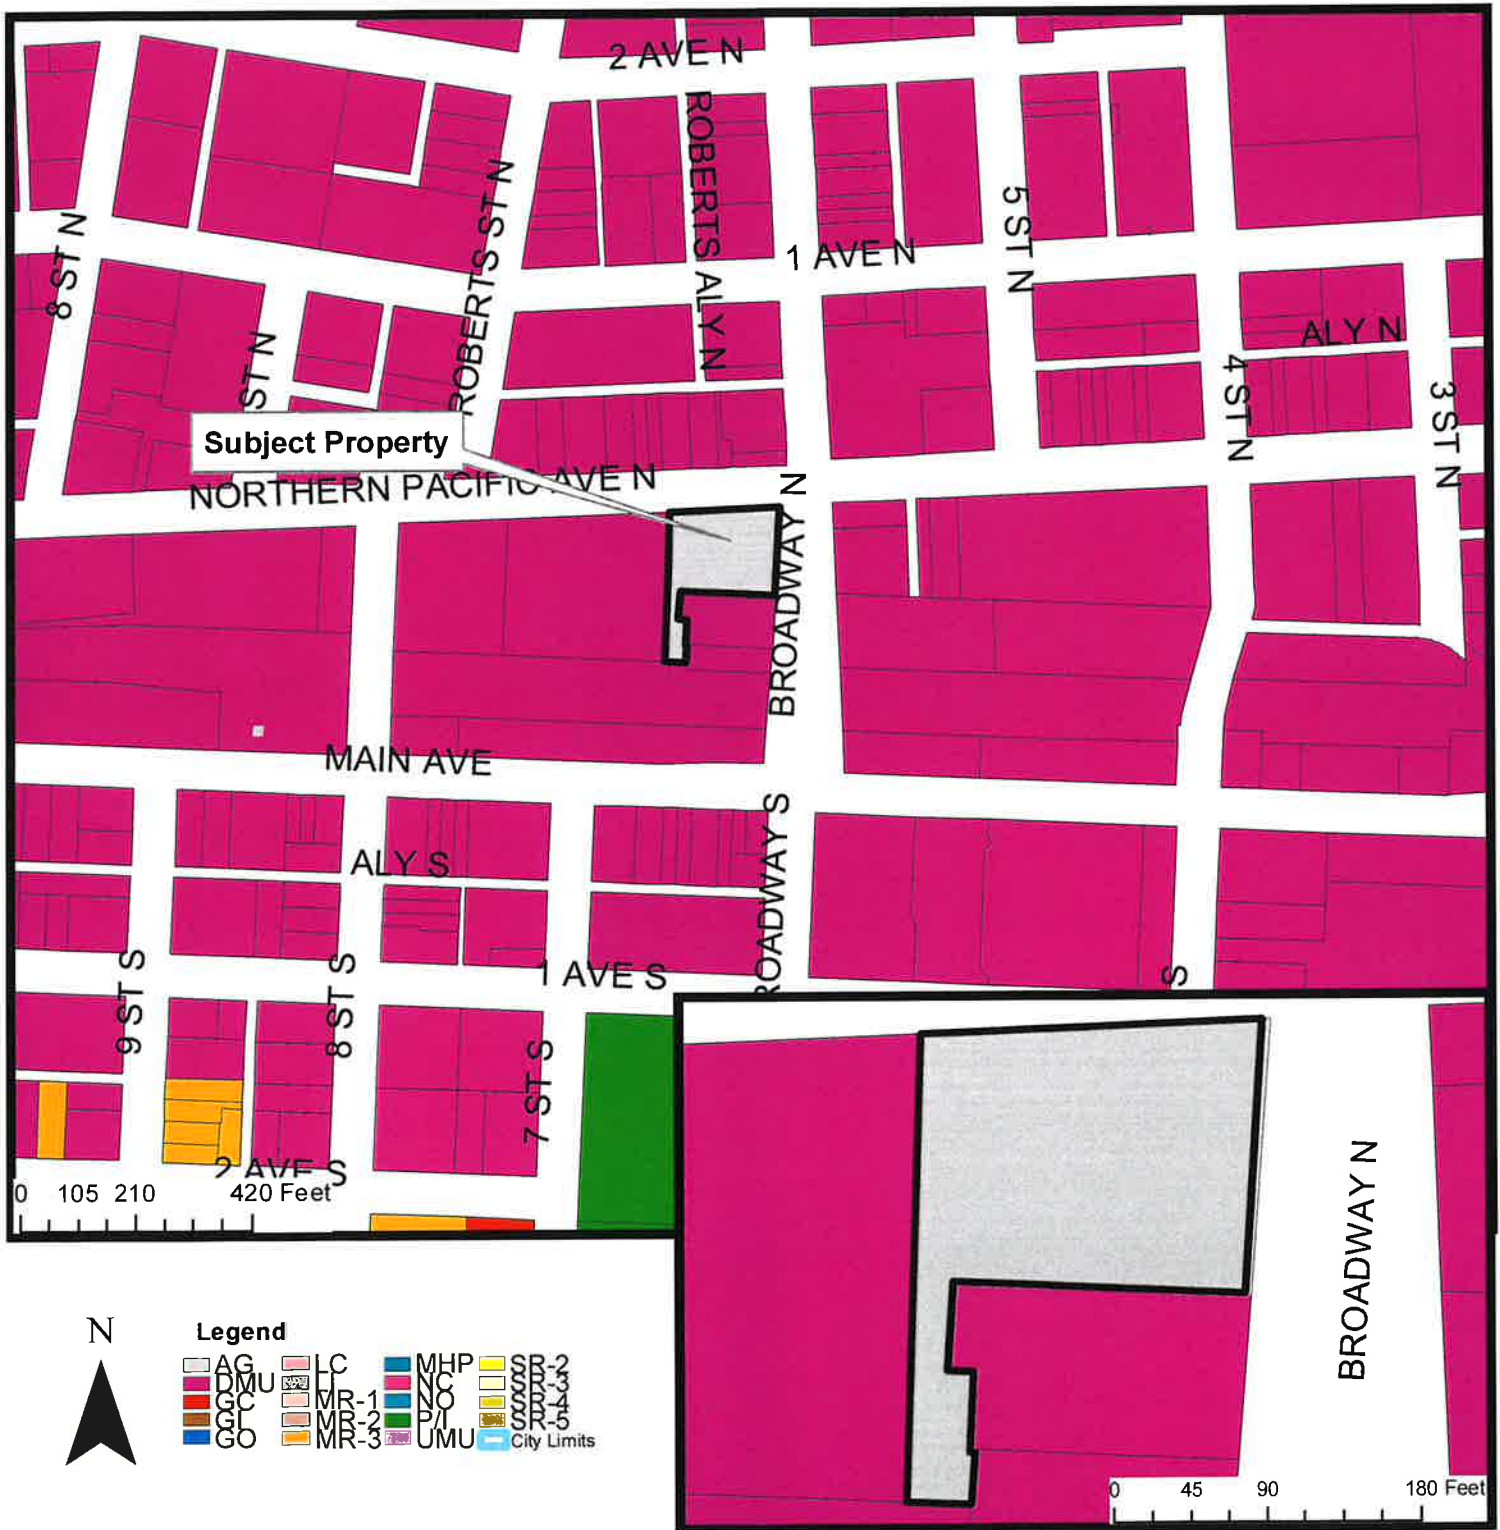 2 AVE N
ROBERTS ALY N
ROBERTS ST N
5 ST N
8 ST N
1 AVE N
ALY N
ST N
4 ST N
3 ST N
Subject Property
NORTHERN PACIFIC AVE N
BROADWAY N
MAIN AVE
ROADWAY S
ALY S
1 AVE S
S
9 ST S
8 ST S
7 ST S
2 AVE S
0 105 210 420 Feet
BROADWAY N
0 45 90 180 Feet
N
Legend
AG LC MHP SR-2
DMU LI NC SR-3
GC MR-1 NO SR-4
GI MR-2 P/I SR-5
GO MR-3 UMU City Limits